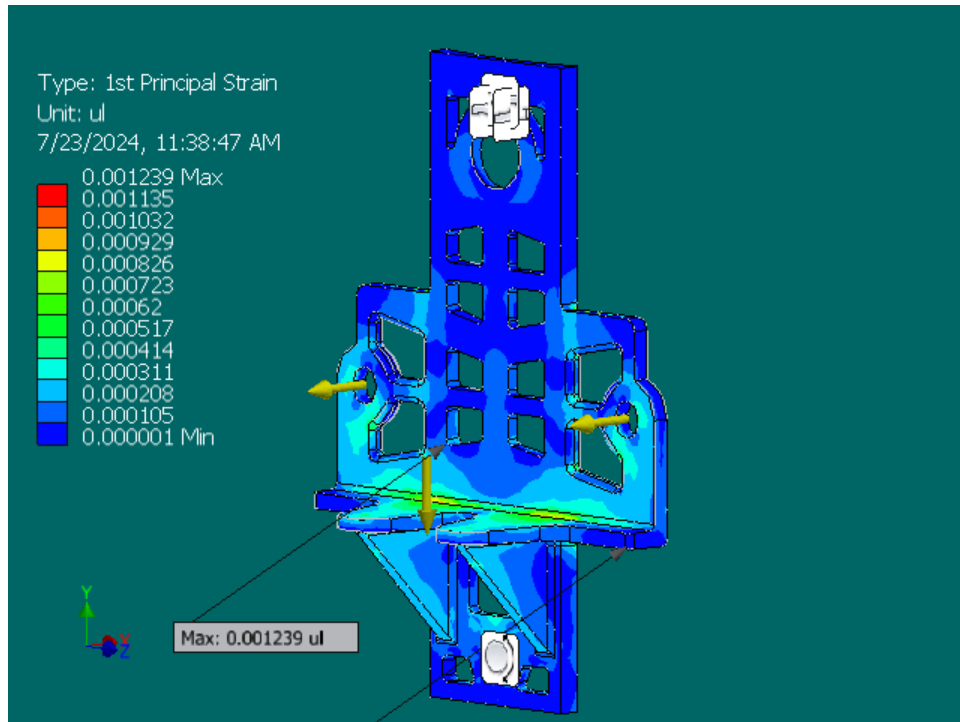 Type: 1st Principal Strain
Unit: ul
7/23/2024, 11:38:47 AM
0.001239 Max
0.001135
0.001032
0.000929
0.000826
0.000723
0.00062
0.000517
0.000414
0.000311
0.000208
0.000105
0.000001 Min
Max: 0.001239 ul
Y
X
Z